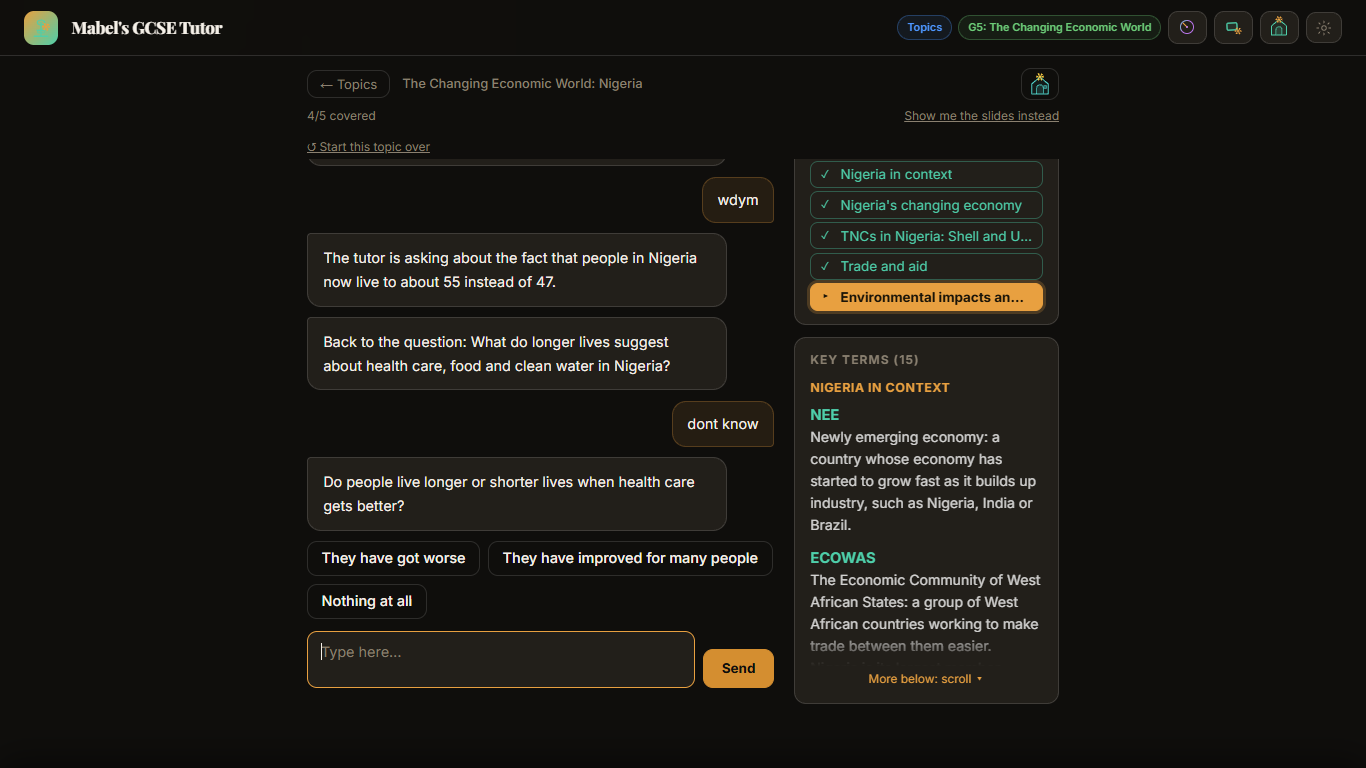 Mabel's GCSE Tutor
Topics
G5: The Changing Economic World
← Topics
The Changing Economic World: Nigeria
4/5 covered
Show me the slides instead
↺ Start this topic over
wdym
The tutor is asking about the fact that people in Nigeria
now live to about 55 instead of 47.
Back to the question: What do longer lives suggest
about health care, food and clean water in Nigeria?
dont know
Do people live longer or shorter lives when health care
gets better?
They have got worse
They have improved for many people
Nothing at all
Type here...
Send
✓ Nigeria in context
✓ Nigeria's changing economy
✓ TNCs in Nigeria: Shell and U...
✓ Trade and aid
‣ Environmental impacts an...
KEY TERMS (15)
NIGERIA IN CONTEXT
NEE
Newly emerging economy: a
country whose economy has
started to grow fast as it builds up
industry, such as Nigeria, India or
Brazil.
ECOWAS
The Economic Community of West
African States: a group of West
African countries working to make
trade between them easier.
More below: scroll ▾